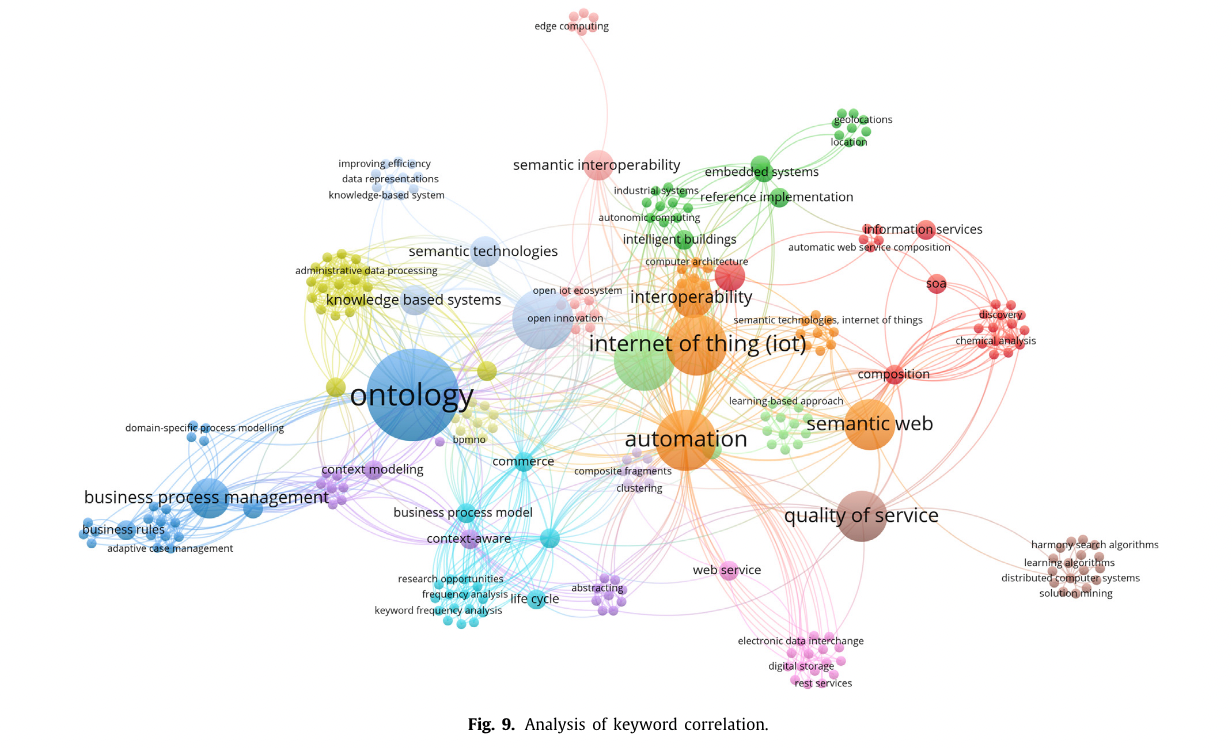 edge computing
geolocations
location
improving efficiency
semantic interoperability
embedded systems
data representations
knowledge-based system
industrial systems
reference implementation
autonomic computing
information services
intelligent buildings
automatic web service composition
semantic technologies
computer architecture
administrative data processing
soa
open iot ecosystem
knowledge based systems
interoperability
open innovation
semantic technologies, internet of things
discovery
chemical analysis
internet of thing (iot)
composition
ontology
learning-based approach
semantic web
domain-specific process modelling
bpmno
automation
commerce
context modeling
composite fragments
clustering
business process management
business process model
quality of service
business rules
context-aware
adaptive case management
harmony search algorithms
learning algorithms
web service
research opportunities
distributed computer systems
abstracting
frequency analysis
solution mining
life cycle
keyword frequency analysis
electronic data interchange
digital storage
rest services
Fig. 9. Analysis of keyword correlation.